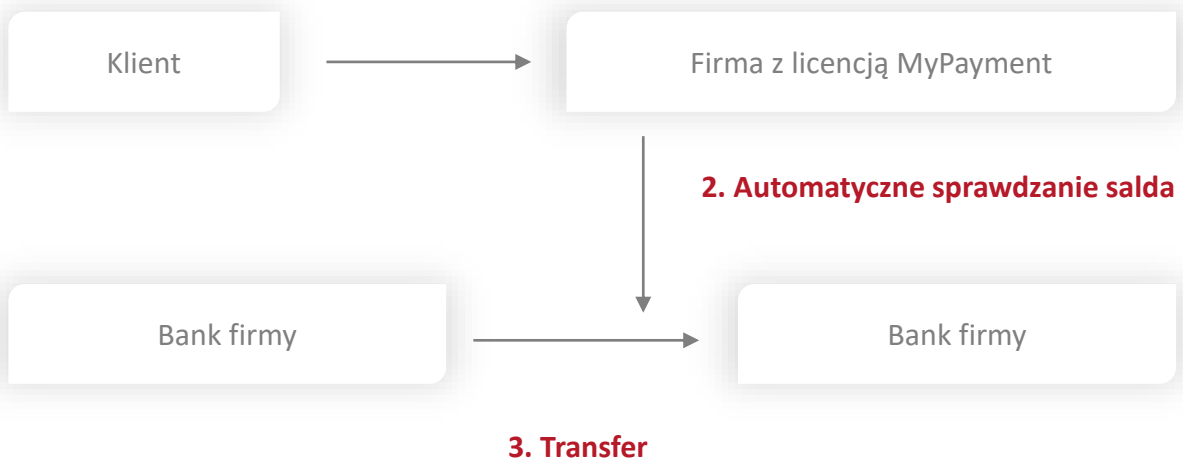 Klient
Firma z licencją MyPayment
2. Automatyczne sprawdzanie salda
Bank firmy
Bank firmy
3. Transfer